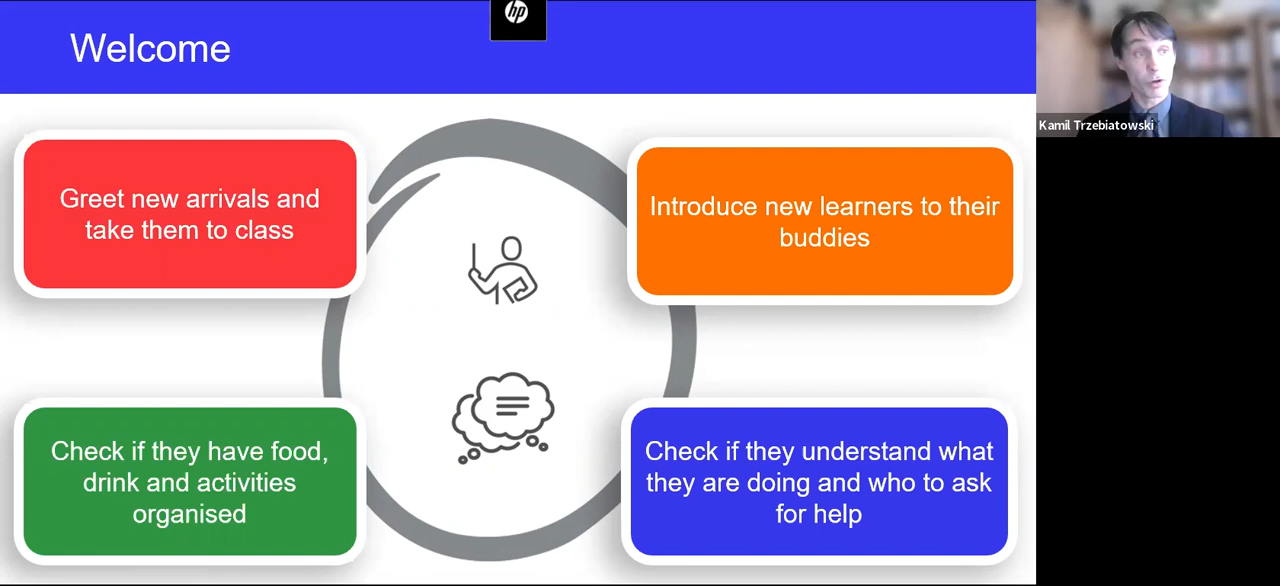 Welcome
hp
Kamil Trzebiatowski
Greet new arrivals and
take them to class
Introduce new learners to their
buddies
Check if they have food,
drink and activities
organised
Check if they understand what
they are doing and who to ask
for help